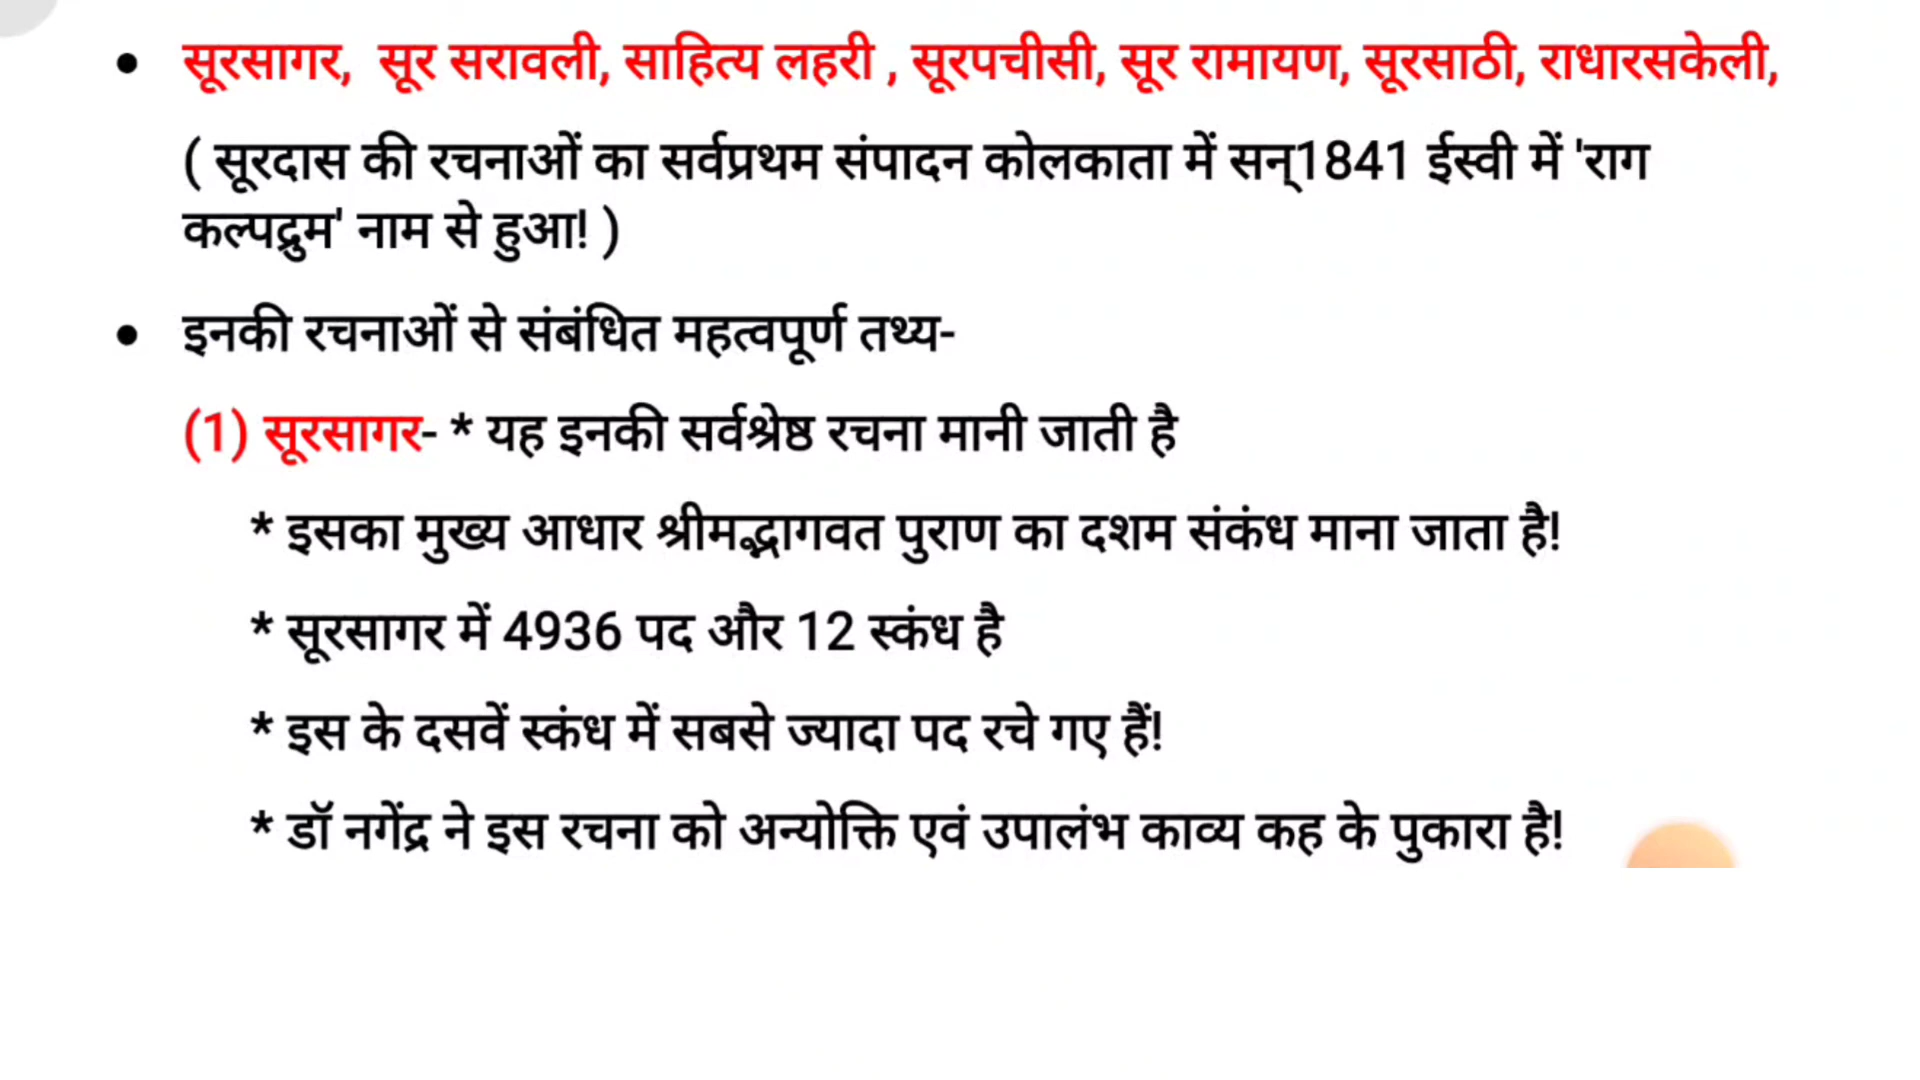 • सूरसागर, सूर सरावली, साहित्य लहरी , सूरपचीसी, सूर रामायण, सूरसाठी, राधारसकेली,
( सूरदास की रचनाओं का सर्वप्रथम संपादन कोलकाता में सन्1841 ईस्वी में 'राग
कल्पद्रुम' नाम से हुआ! )
• इनकी रचनाओं से संबंधित महत्वपूर्ण तथ्य-
(1) सूरसागर- * यह इनकी सर्वश्रेष्ठ रचना मानी जाती है
* इसका मुख्य आधार श्रीमद्भागवत पुराण का दशम संकंध माना जाता है!
* सूरसागर में 4936 पद और 12 स्कंध है
* इस के दसवें स्कंध में सबसे ज्यादा पद रचे गए हैं!
* डॉ नगेंद्र ने इस रचना को अन्योक्ति एवं उपालंभ काव्य कह के पुकारा है!